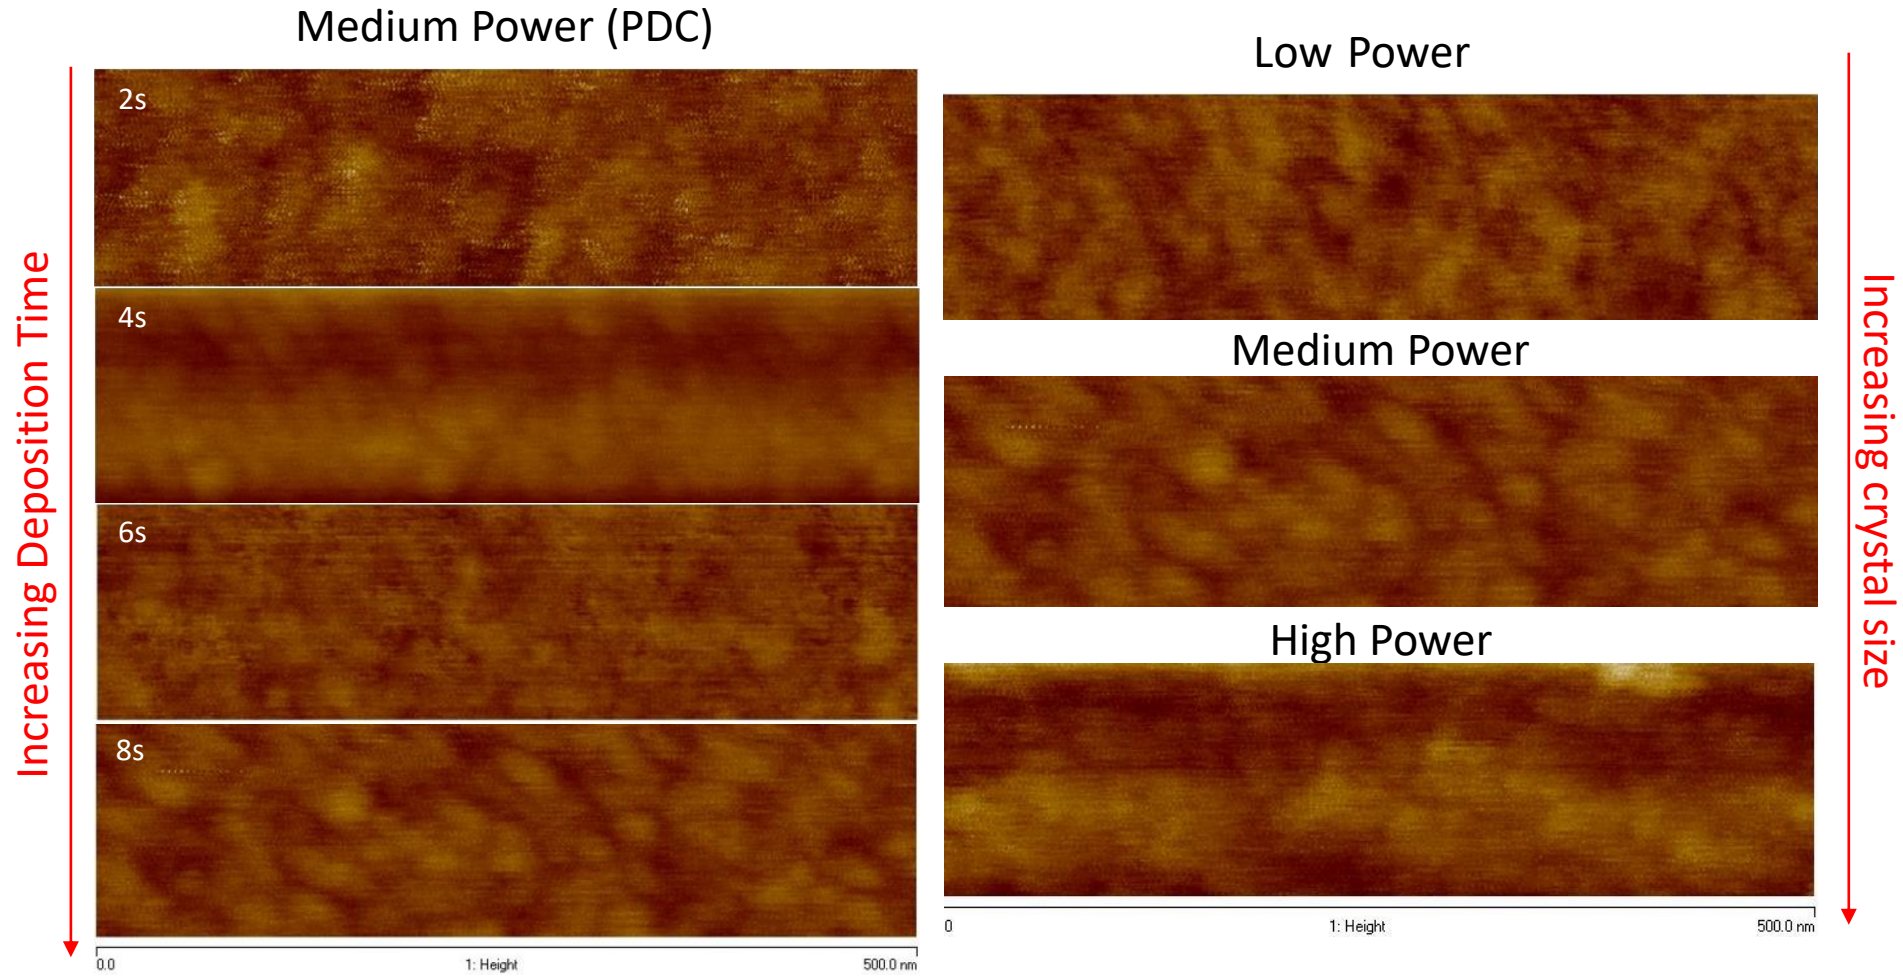 Medium Power (PDC)
Increasing Deposition Time
2s
4s
6s
8s
0.0
1: Height
500.0 nm
Low Power
Medium Power
High Power
0
1: Height
500.0 nm
Increasing crystal size